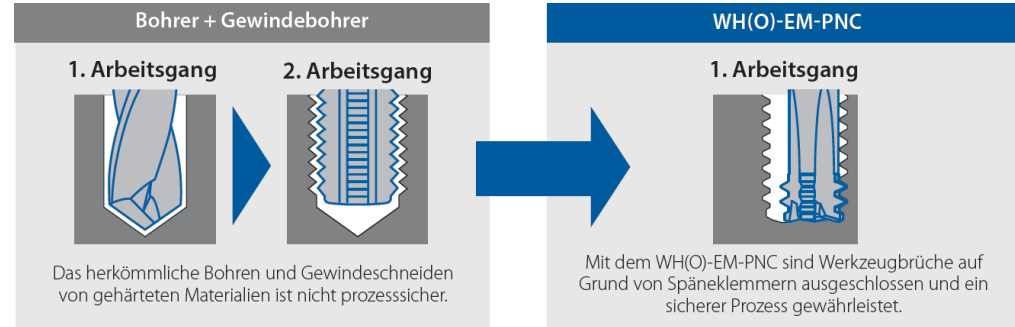 Bohrer + Gewindebohrer
1. Arbeitsgang
2. Arbeitsgang
Das herkömmliche Bohren und Gewindeschneiden
von gehärteten Materialien ist nicht prozesssicher.
WH(O)-EM-PNC
1. Arbeitsgang
Mit dem WH(O)-EM-PNC sind Werkzeugbrüche auf
Grund von Späneklemmern ausgeschlossen und ein
sicherer Prozess gewährleistet.